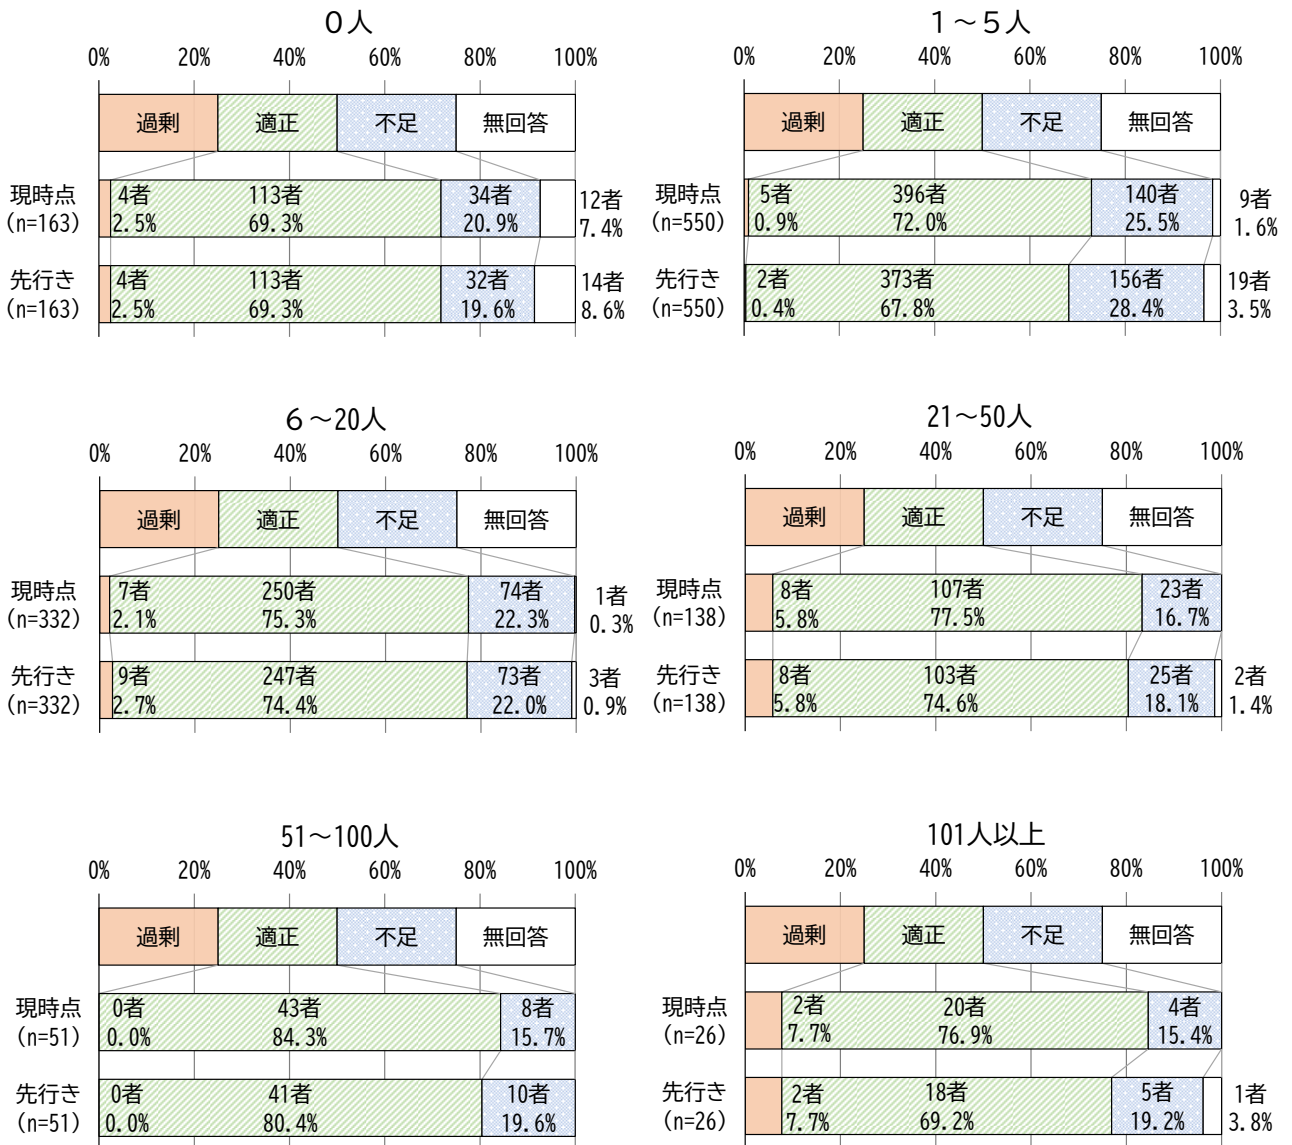 ０人
0% 20% 40% 60% 80% 100%
過剰 適正 不足 無回答
現時点 4者 113者 34者 12者
(n=163) 2.5% 69.3% 20.9% 7.4%
先行き 4者 113者 32者 14者
(n=163) 2.5% 69.3% 19.6% 8.6%
１～５人
0% 20% 40% 60% 80% 100%
過剰 適正 不足 無回答
現時点 5者 396者 140者 9者
(n=550) 0.9% 72.0% 25.5% 1.6%
先行き 2者 373者 156者 19者
(n=550) 0.4% 67.8% 28.4% 3.5%
６～20人
0% 20% 40% 60% 80% 100%
過剰 適正 不足 無回答
現時点 7者 250者 74者 1者
(n=332) 2.1% 75.3% 22.3% 0.3%
先行き 9者 247者 73者 3者
(n=332) 2.7% 74.4% 22.0% 0.9%
21～50人
0% 20% 40% 60% 80% 100%
過剰 適正 不足 無回答
現時点 8者 107者 23者
(n=138) 5.8% 77.5% 16.7%
先行き 8者 103者 25者 2者
(n=138) 5.8% 74.6% 18.1% 1.4%
51～100人
0% 20% 40% 60% 80% 100%
過剰 適正 不足 無回答
現時点 0者 43者 8者
(n=51) 0.0% 84.3% 15.7%
先行き 0者 41者 10者
(n=51) 0.0% 80.4% 19.6%
101人以上
0% 20% 40% 60% 80% 100%
過剰 適正 不足 無回答
現時点 2者 20者 4者
(n=26) 7.7% 76.9% 15.4%
先行き 2者 18者 5者 1者
(n=26) 7.7% 69.2% 19.2% 3.8%